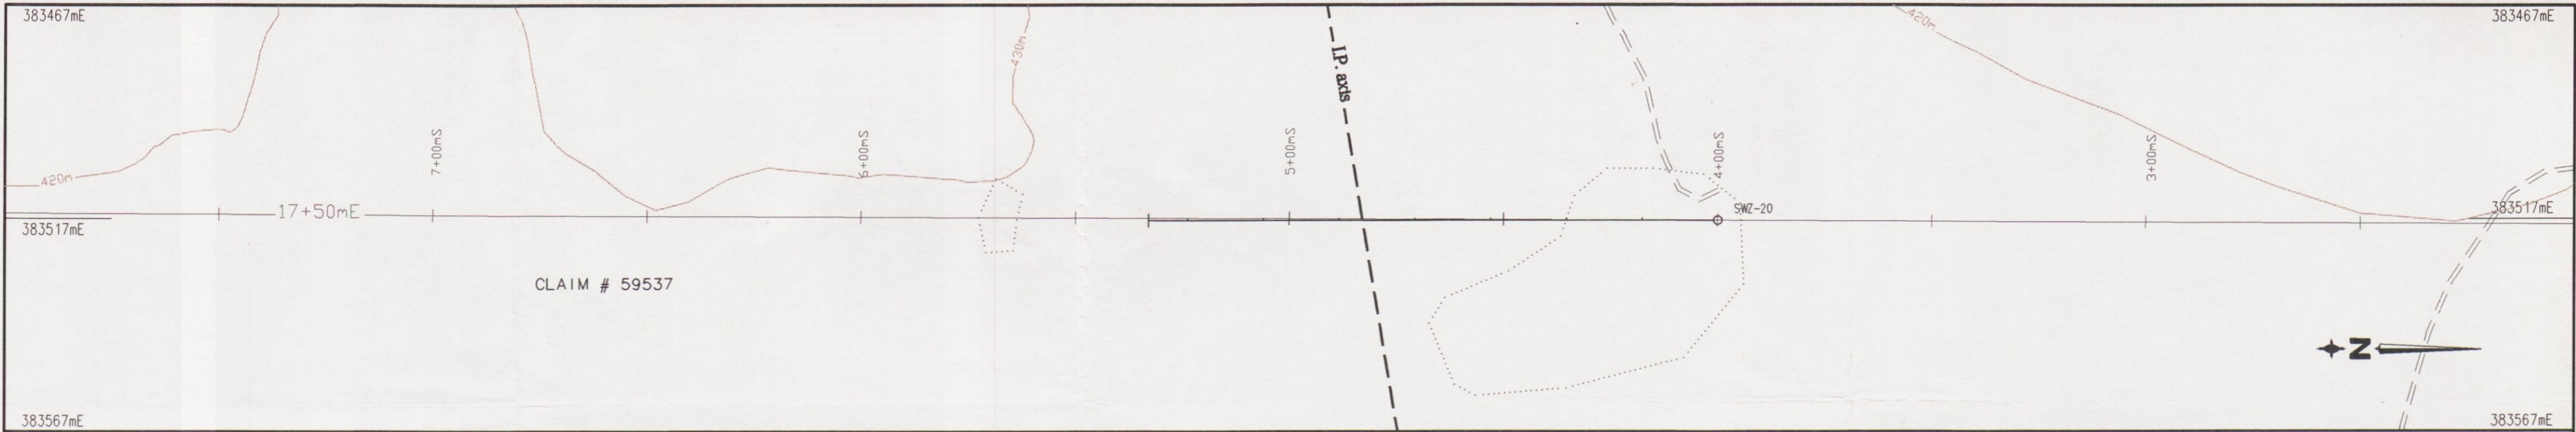 383467mE
383467mE
420m
430m
I.P. axis
7+00mS
6+00mS
5+00mS
4+00mS
3+00mS
420m
17+50mE
SWZ-20
383517mE
383517mE
CLAIM # 59537
N
383567mE
383567mE